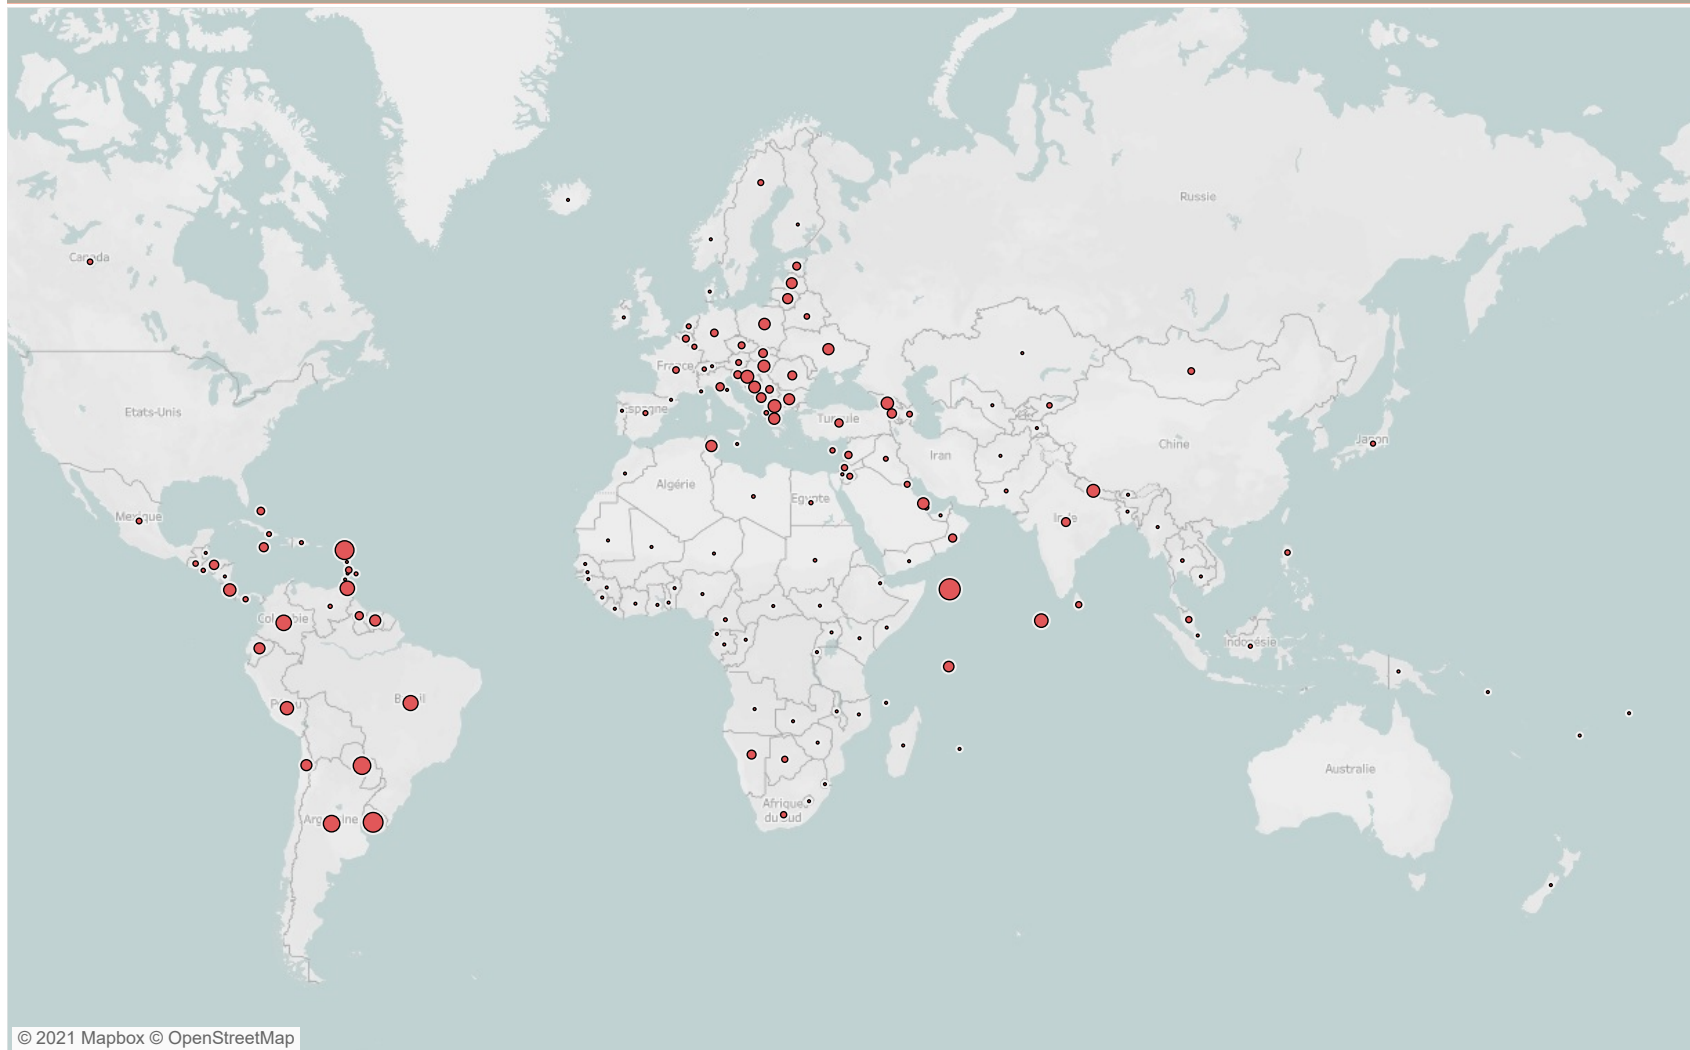 Russie
Canada
France
Etats-Unis
Espagne
Turquie
Japon
Chine
Iran
Algérie
Egypte
Mexique
Inde
Colombie
Indonésie
Pérou
Brésil
Australie
Afrique
du Sud
Argentine
© 2021 Mapbox © OpenStreetMap